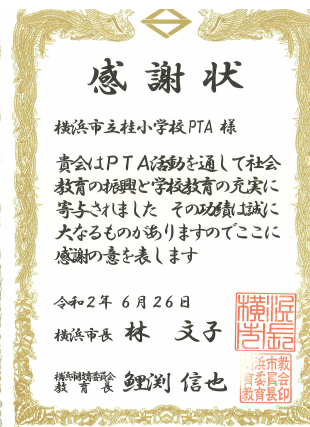 感謝状
横浜市立桂小学校PTA 様
貴会はPTA活動を通して社会
教育の振興と学校教育の充実に
寄与されました その功績は誠に
大なるものがありますのでここに
感謝の意を表します
令和2年 6月26日
横浜市長 林 文子
横浜市教育委員会
教育長 鯉渕 信也